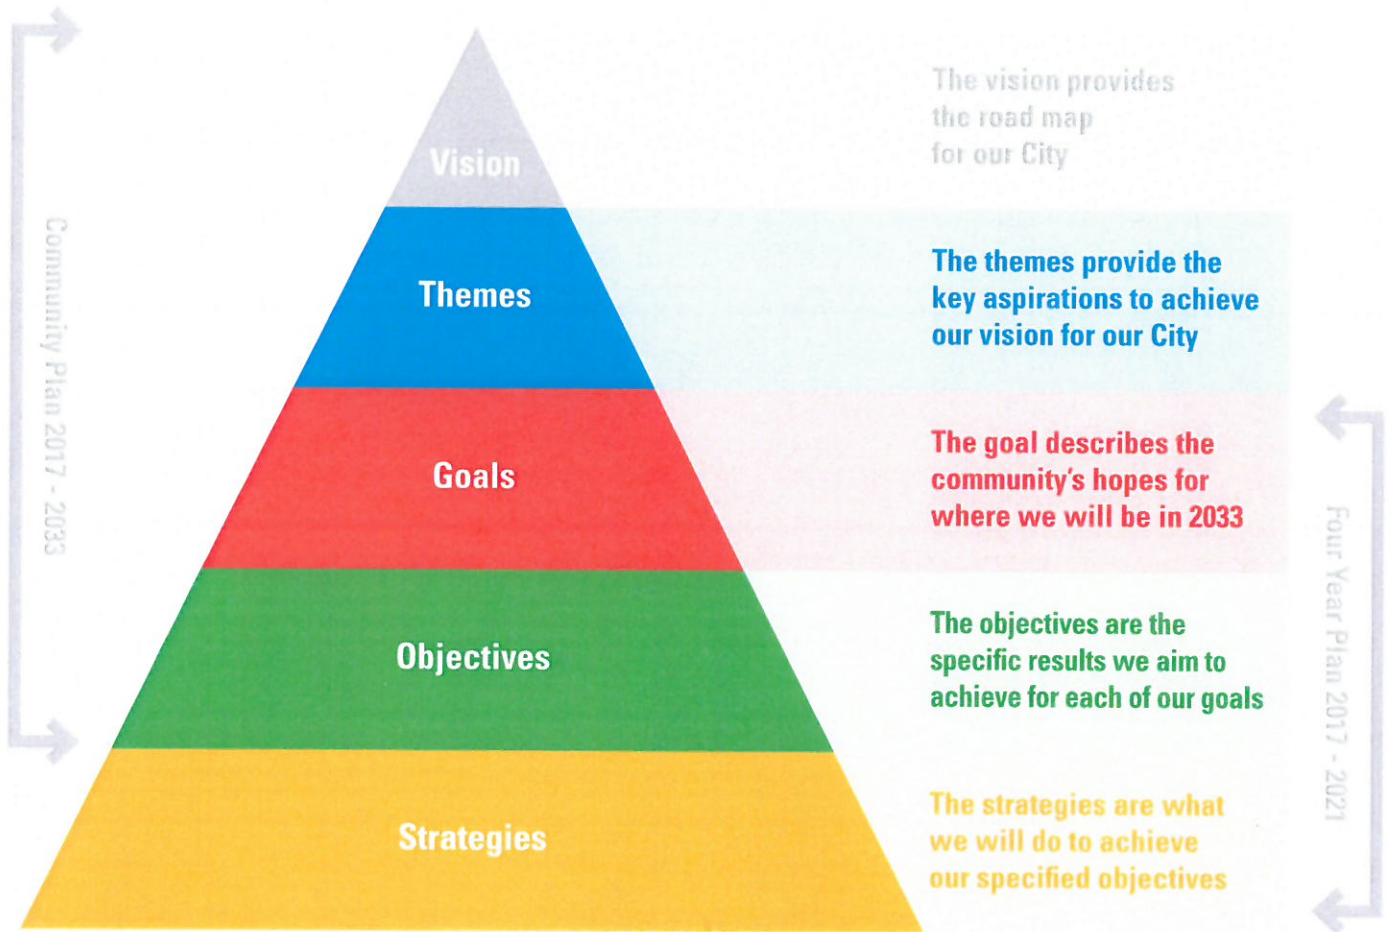 Vision
The vision provides
the road map
for our City
Themes
The themes provide the
key aspirations to achieve
our vision for our City
Goals
The goal describes the
community's hopes for
where we will be in 2033
Objectives
The objectives are the
specific results we aim to
achieve for each of our goals
Strategies
The strategies are what
we will do to achieve
our specified objectives
Community Plan 2017 - 2033
Four Year Plan 2017 - 2021